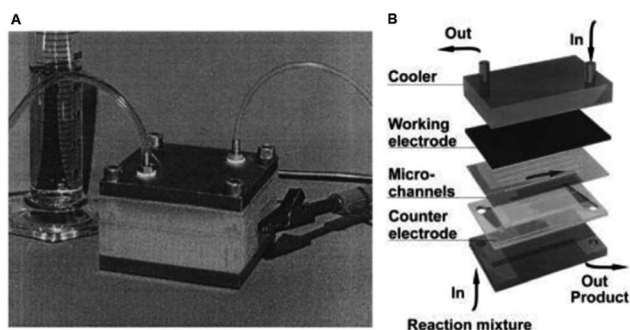 A
B
Out
In
Cooler
Working
electrode
Micro-
channels
Counter
electrode
In
Out
Product
Reaction mixture